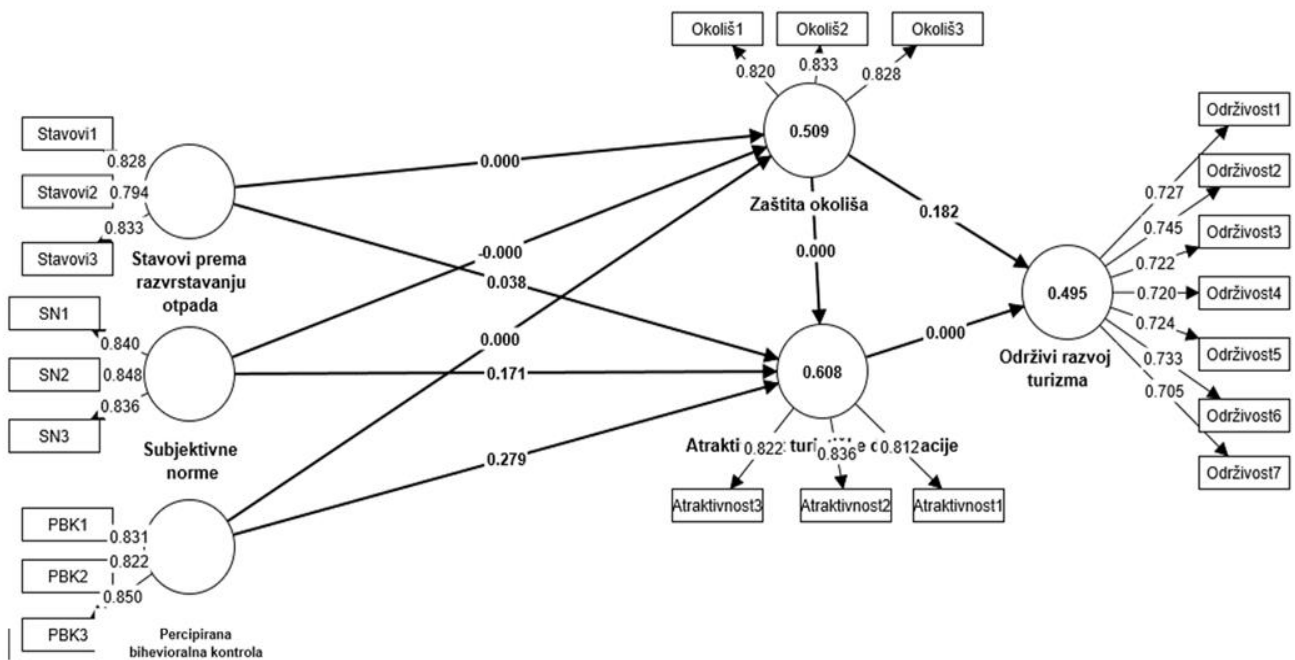 Okoliš1
Okoliš2
Okoliš3
0.820
0.833
0.828
0.509
Zaštita okoliša
Stavovi1
Stavovi2
Stavovi3
0.828
0.794
0.833
Stavovi prema
razvrstavanju
otpada
SN1
SN2
SN3
0.840
0.848
0.836
Subjektivne
norme
PBK1
PBK2
PBK3
0.831
0.822
0.850
Percipirana
bihevioralna kontrola
0.000
-0.000
0.038
0.000
0.171
0.279
0.000
0.182
0.000
0.608
0.822
0.836
0.812
Atraktivnost3
Atraktivnost2
Atraktivnost1
0.495
Održivi razvoj
turizma
0.727
0.745
0.722
0.720
0.724
0.733
0.705
Održivost1
Održivost2
Održivost3
Održivost4
Održivost5
Održivost6
Održivost7